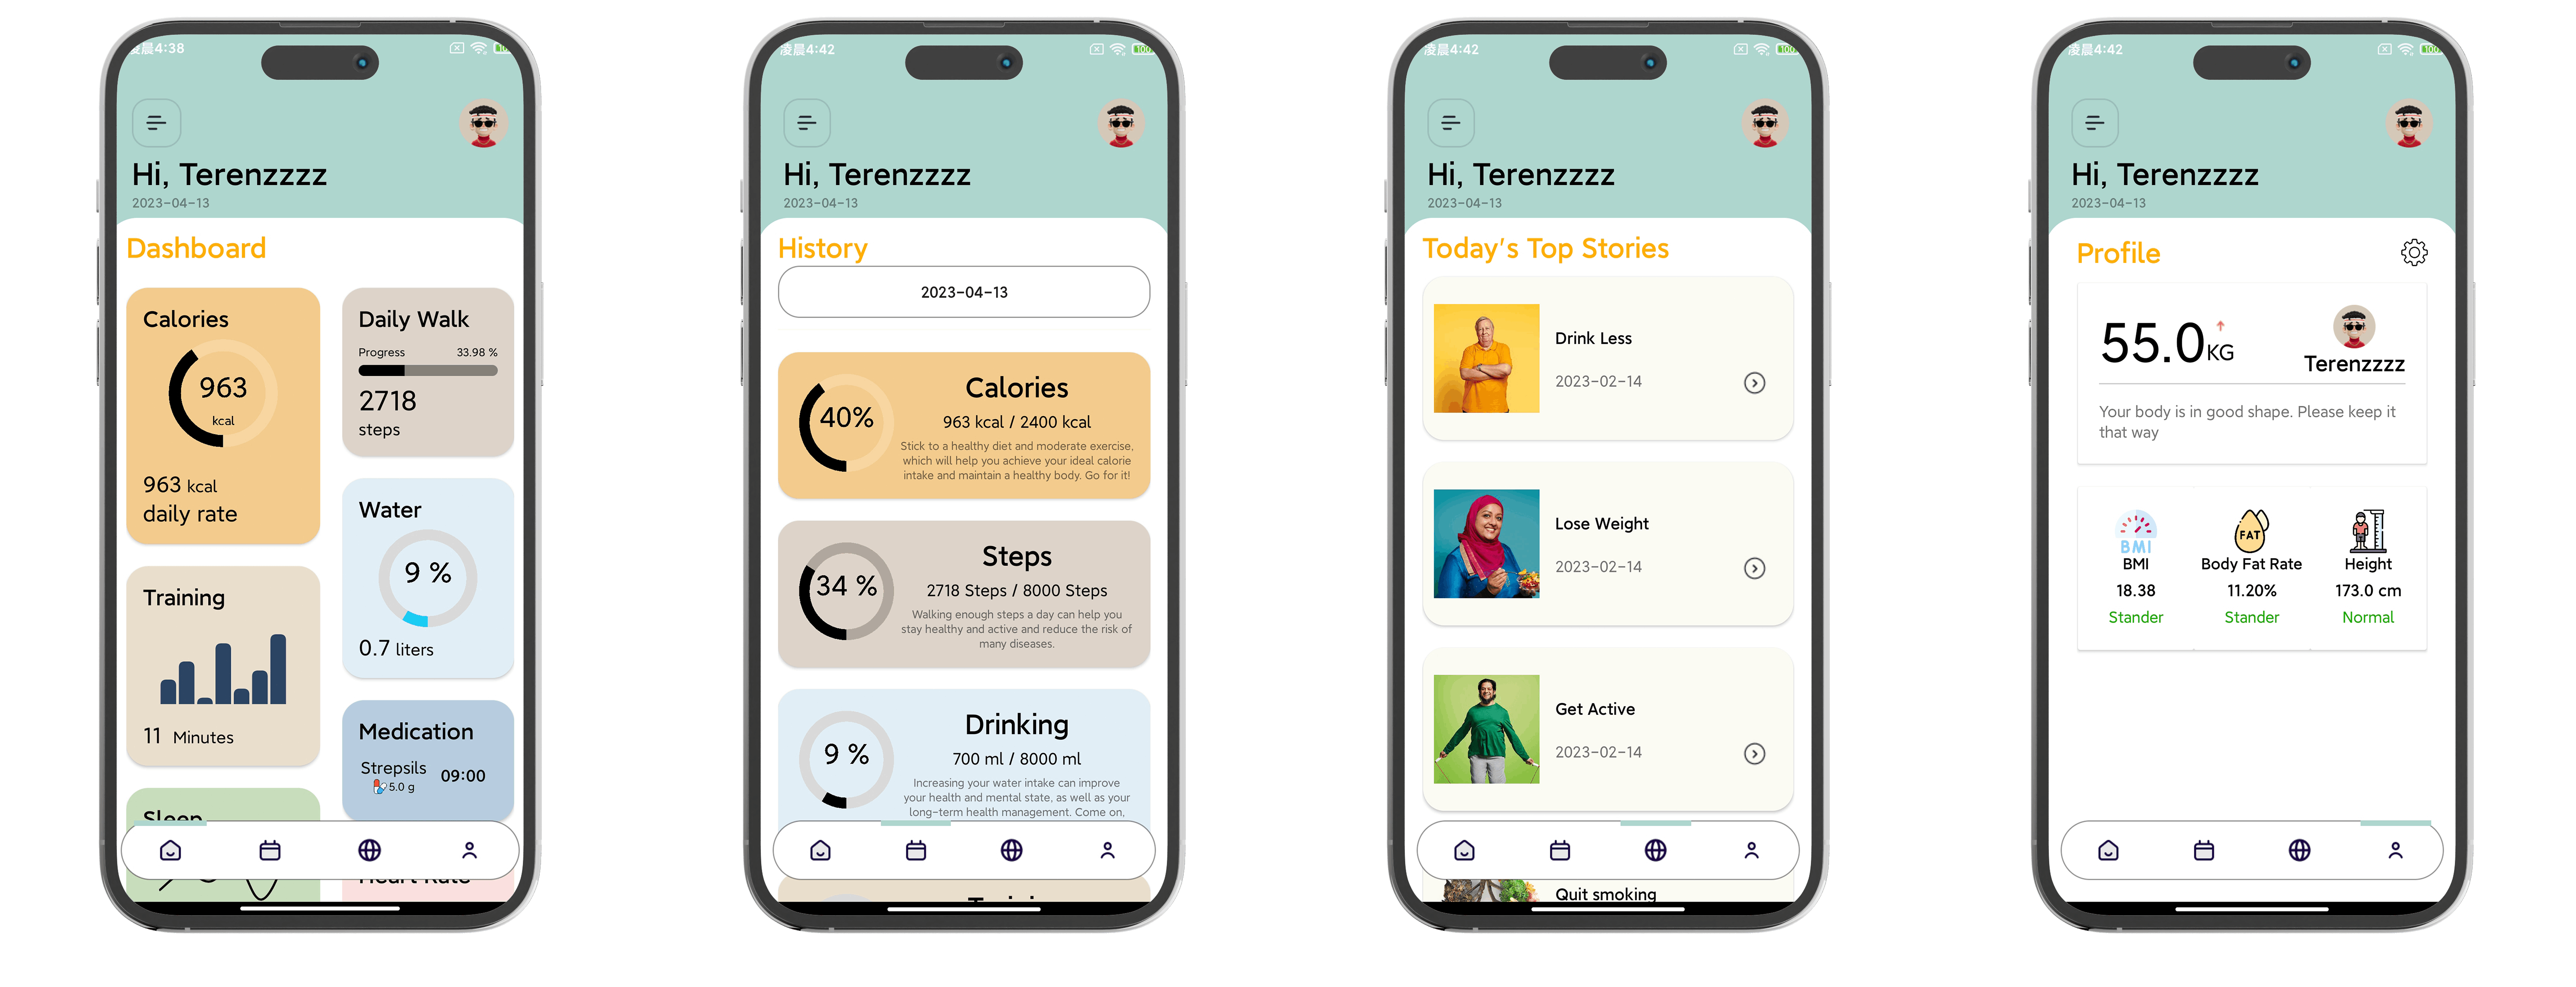 凌晨4:38
Hi, Terenzzzz
2023-04-13
Dashboard
Calories
963
kcal
963 kcal
daily rate
Training
11 Minutes
Sleep
Daily Walk
Progress 33.98 %
2718
steps
Water
9 %
0.7 liters
Medication
Strepsils
5.0 g
09:00
Heart Rate
凌晨4:42
100
Hi, Terenzzzz
2023-04-13
History
2023-04-13
40%
Calories
963 kcal / 2400 kcal
Stick to a healthy diet and moderate exercise,
which will help you achieve your ideal calorie
intake and maintain a healthy body. Go for it!
34 %
Steps
2718 Steps / 8000 Steps
Walking enough steps a day can help you
stay healthy and active and reduce the risk of
many diseases.
9 %
Drinking
700 ml / 8000 ml
Increasing your water intake can improve
your health and mental state, as well as your
long-term health management. Come on,
凌晨4:42
100
Hi, Terenzzzz
2023-04-13
Today's Top Stories
Drink Less
2023-02-14
Lose Weight
2023-02-14
Get Active
2023-02-14
Quit smoking
凌晨4:42
100
Hi, Terenzzzz
2023-04-13
Profile
55.0KG
Terenzzzz
Your body is in good shape. Please keep it
that way
BMI
BMI
18.38
Stander
FAT
Body Fat Rate
11.20%
Stander
Height
173.0 cm
Normal